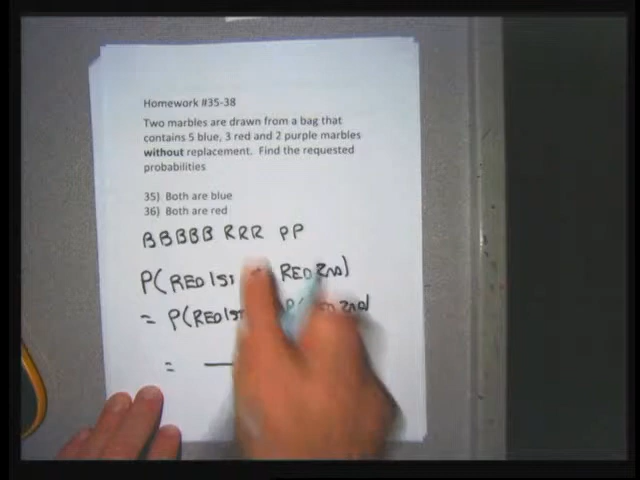 Homework #35-38
Two marbles are drawn from a bag that
contains 5 blue, 3 red and 2 purple marbles
without replacement. Find the requested
probabilities
35) Both are blue
36) Both are red
BBBBB RRR PP
P(RED 1ST RED 2ND)
= P(RED 1ST P( 2ND)
= —